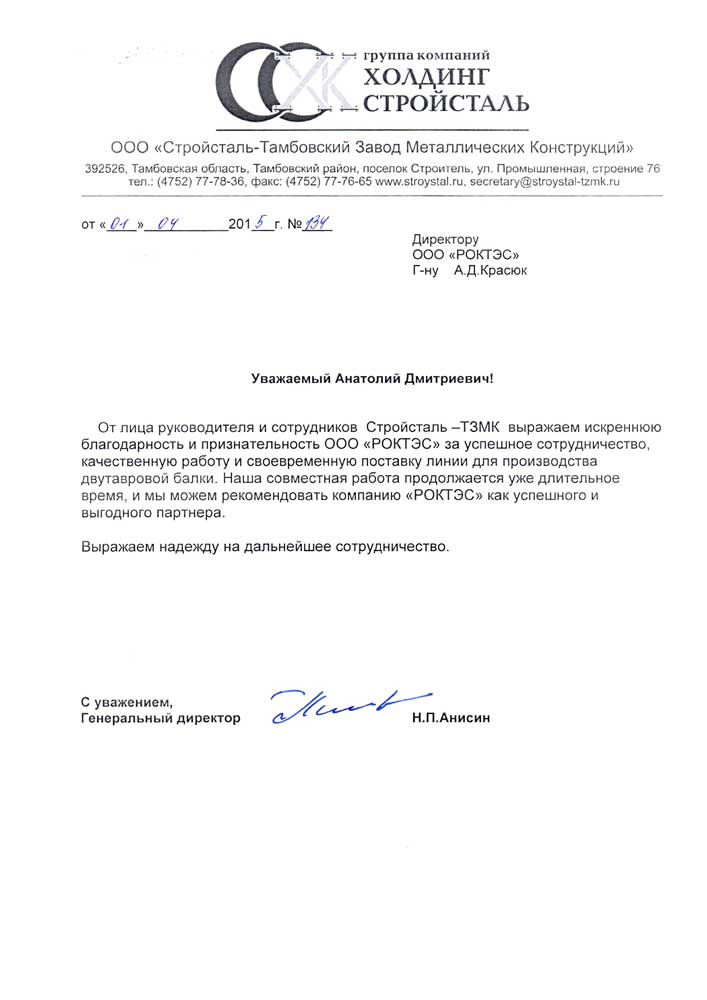 группа компаний
ХОЛДИНГ
СТРОЙСТАЛЬ
ООО «Стройсталь-Тамбовский Завод Металлических Конструкций»
392526, Тамбовская область, Тамбовский район, поселок Строитель, ул. Промышленная, строение 76
тел.: (4752) 77-78-36, факс: (4752) 77-76-65 www.stroystal.ru, secretary@stroystal-tzmk.ru
от «01» 04 2015 г. № 134
Директору
ООО «РОКТЭС»
Г-ну А.Д.Красюк
Уважаемый Анатолий Дмитриевич!
От лица руководителя и сотрудников Стройсталь –ТЗМК выражаем искреннюю
благодарность и признательность ООО «РОКТЭС» за успешное сотрудничество,
качественную работу и своевременную поставку линии для производства
двутавровой балки. Наша совместная работа продолжается уже длительное
время, и мы можем рекомендовать компанию «РОКТЭС» как успешного и
выгодного партнера.
Выражаем надежду на дальнейшее сотрудничество.
С уважением,
Генеральный директор Н.П.Анисин